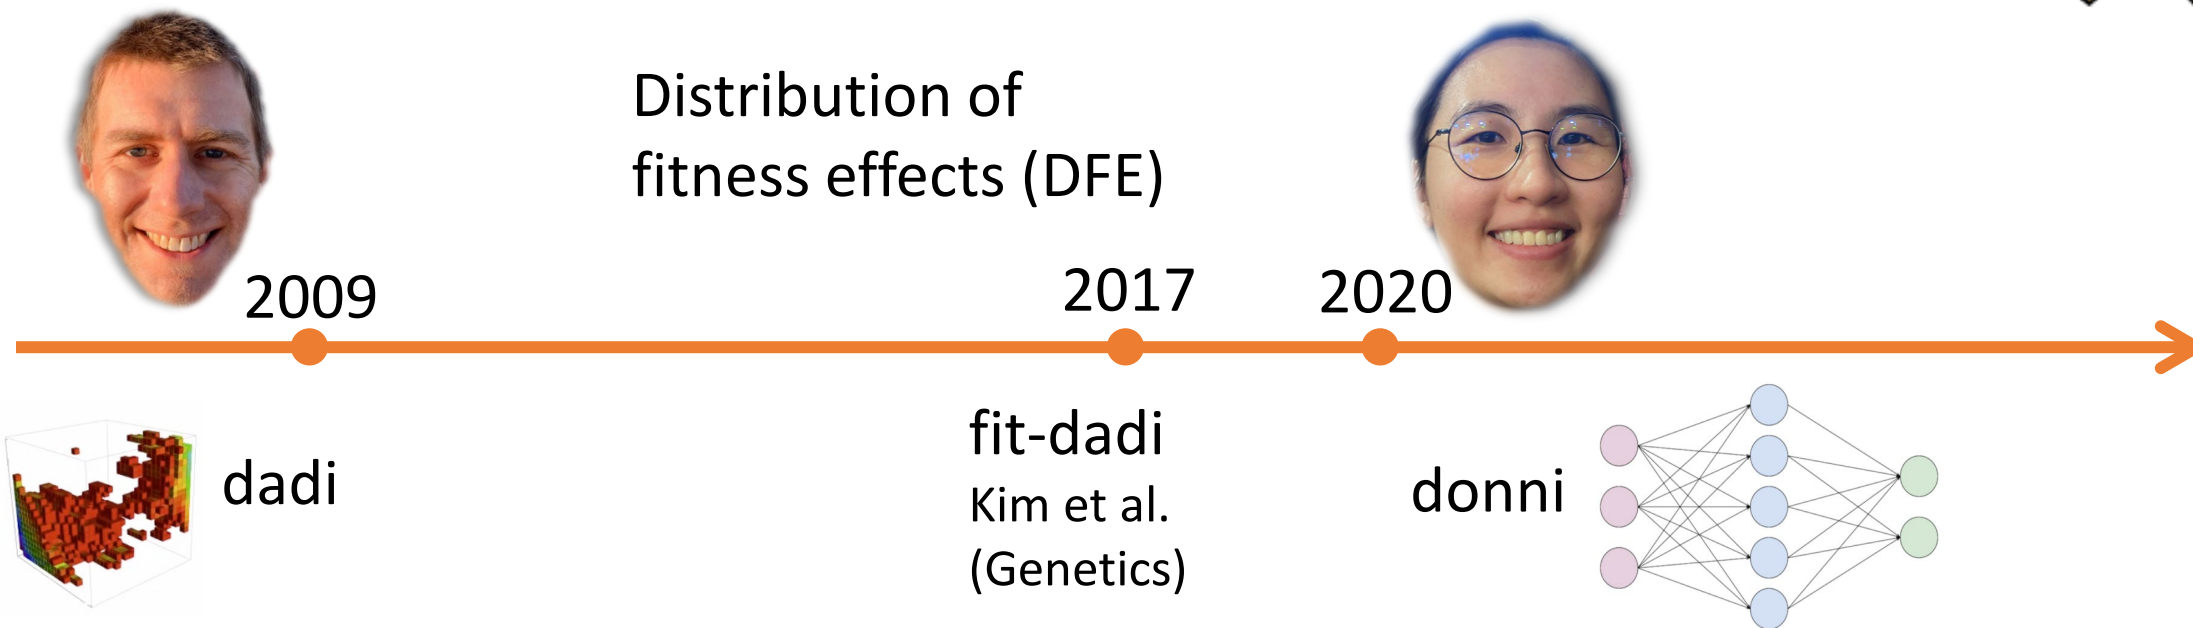 Distribution of
fitness effects (DFE)
2009
2017
2020
dadi
fit-dadi
Kim et al.
(Genetics)
donni